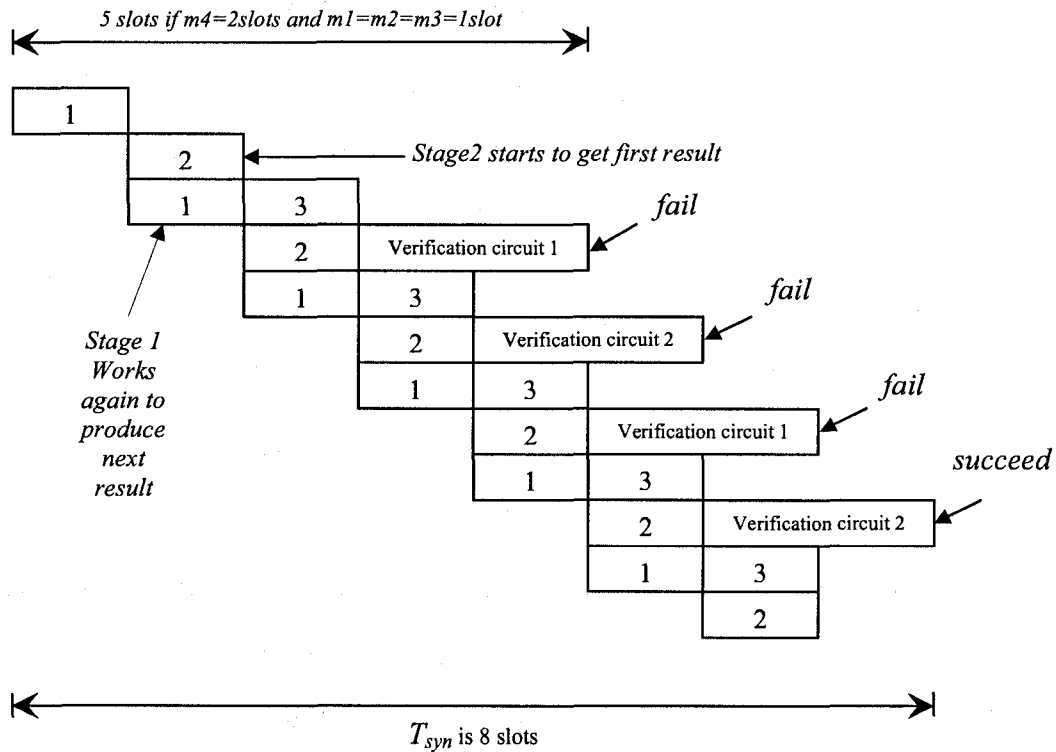 5 slots if m4=2slots and m1=m2=m3=1slot
1
2
Stage2 starts to get first result
1
3
fail
2
Verification circuit 1
1
3
fail
Stage 1
Works
again to
produce
next
result
2
Verification circuit 2
1
3
fail
2
Verification circuit 1
1
3
succeed
2
Verification circuit 2
1
3
2
Tsyn is 8 slots